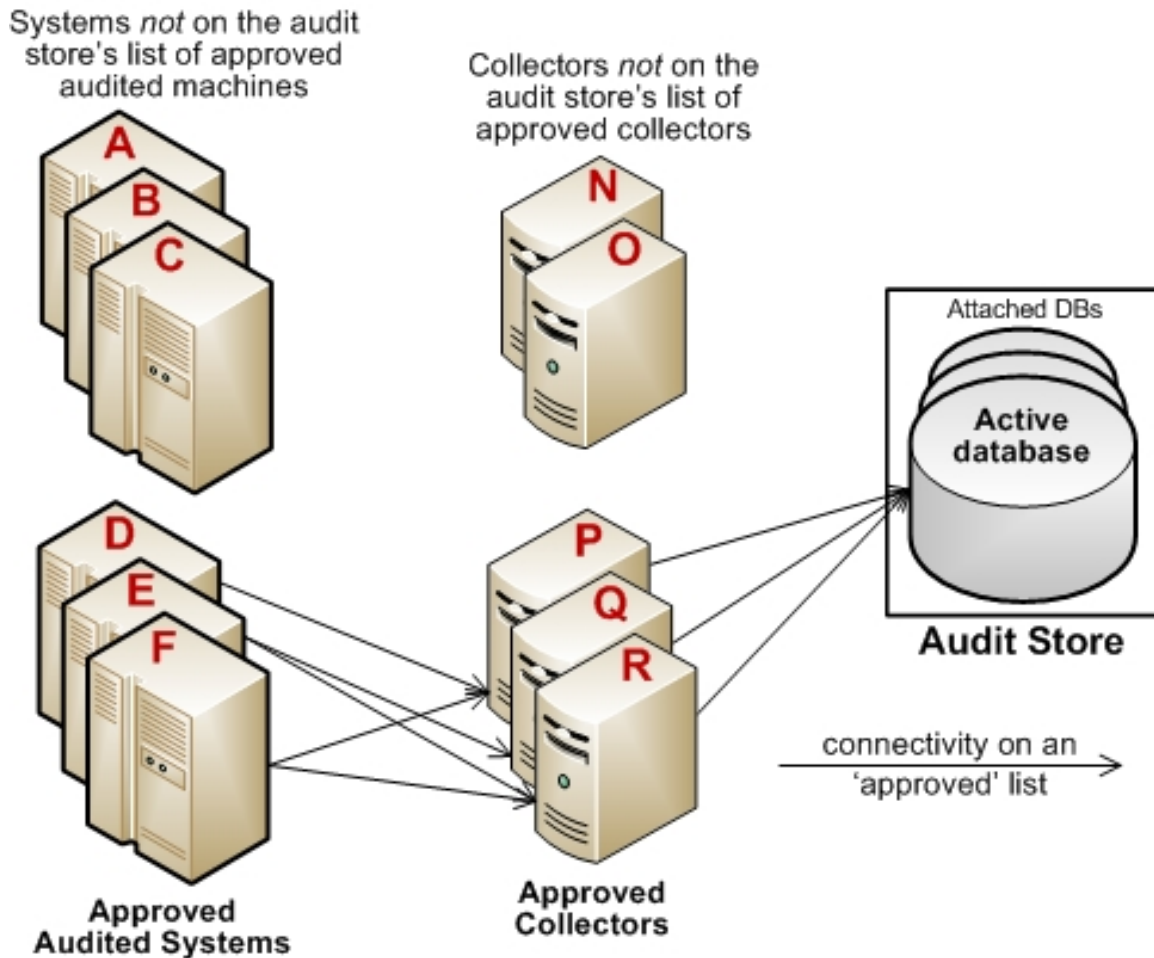 Systems not on the audit
store's list of approved
audited machines
A
B
C
Collectors not on the
audit store's list of
approved collectors
N
O
Attached DBs
Active
database
Audit Store
D
E
F
Approved
Audited Systems
P
Q
R
Approved
Collectors
connectivity on an
‘approved’ list